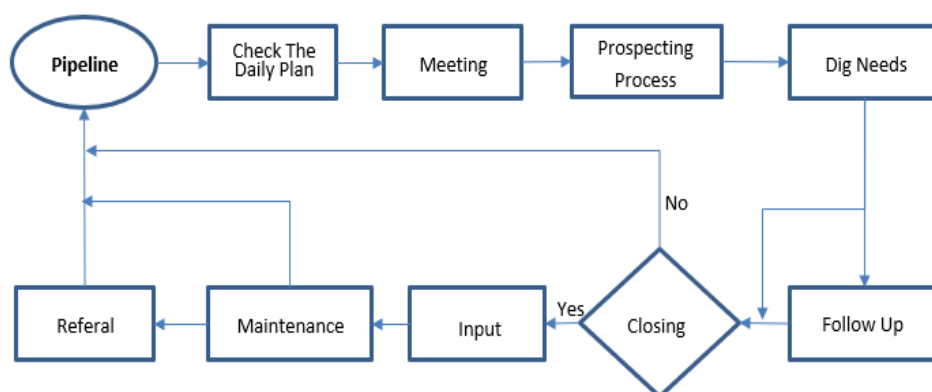 Pipeline
Check The
Daily Plan
Meeting
Prospecting
Process
Dig Needs
No
Yes
Referal
Maintenance
Input
Closing
Follow Up